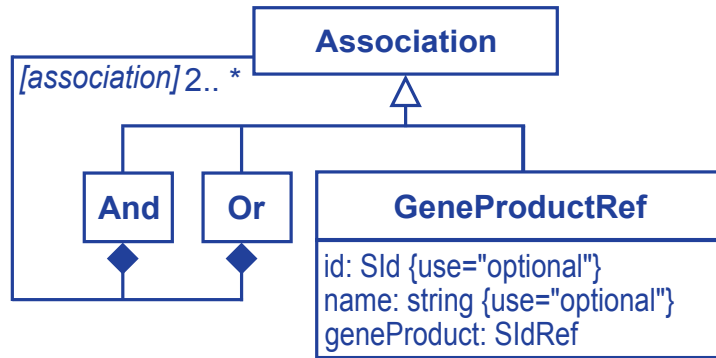 Association
[association] 2.. *
And
Or
GeneProductRef
id: SId {use="optional"}
name: string {use="optional"}
geneProduct: SIdRef